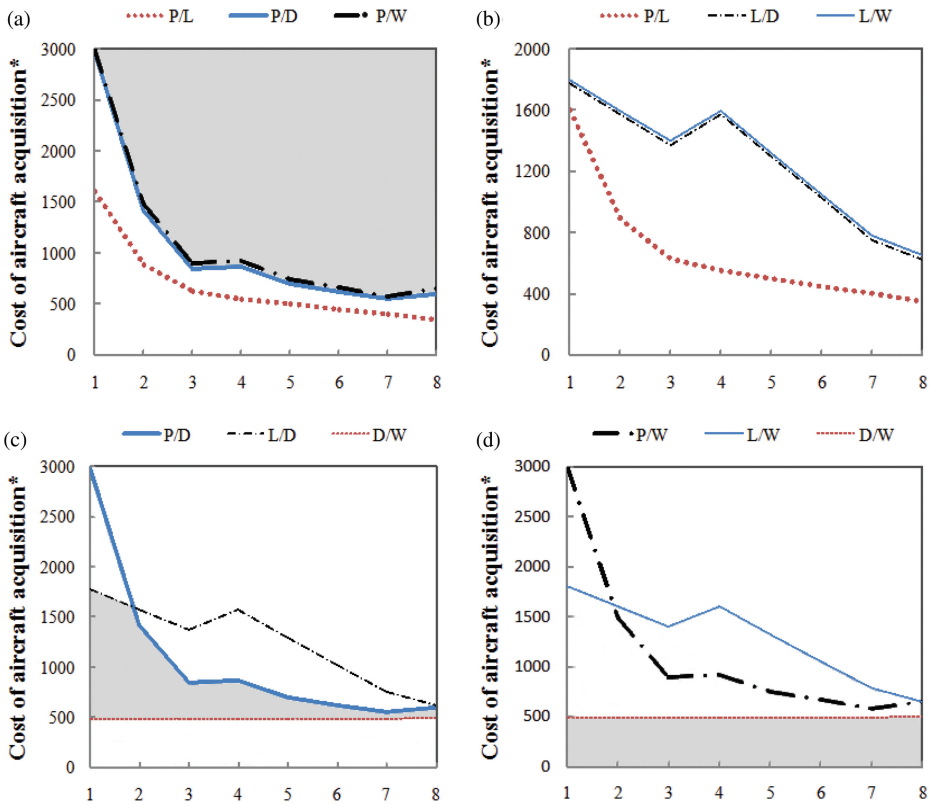 (a)
P/L P/D P/W
Cost of aircraft acquisition*
3000
2500
2000
1500
1000
500
0
1 2 3 4 5 6 7 8
(b)
P/L L/D L/W
Cost of aircraft acquisition*
2000
1600
1200
800
400
0
1 2 3 4 5 6 7 8
(c)
P/D L/D D/W
Cost of aircraft acquisition*
3000
2500
2000
1500
1000
500
0
1 2 3 4 5 6 7 8
(d)
P/W L/W D/W
Cost of aircraft acquisition*
3000
2500
2000
1500
1000
500
0
1 2 3 4 5 6 7 8